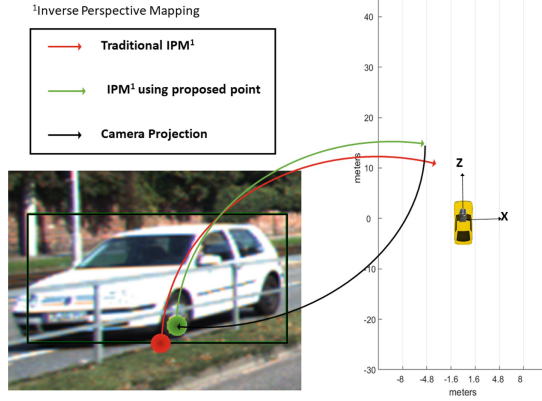 ¹Inverse Perspective Mapping
Traditional IPM¹
IPM¹ using proposed point
Camera Projection
40
30
20
10
0
-10
-20
-30
meters
Z
X
-8 -4.8 -1.6 1.6 4.8 8
meters